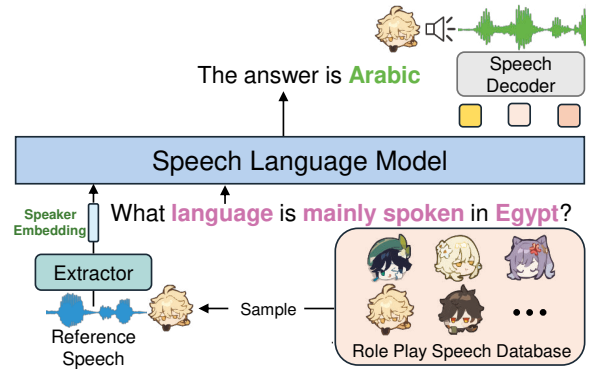 Speech
Decoder
The answer is Arabic
Speech Language Model
Speaker
Embedding
What language is mainly spoken in Egypt?
Extractor
Sample
Reference
Speech
Role Play Speech Database